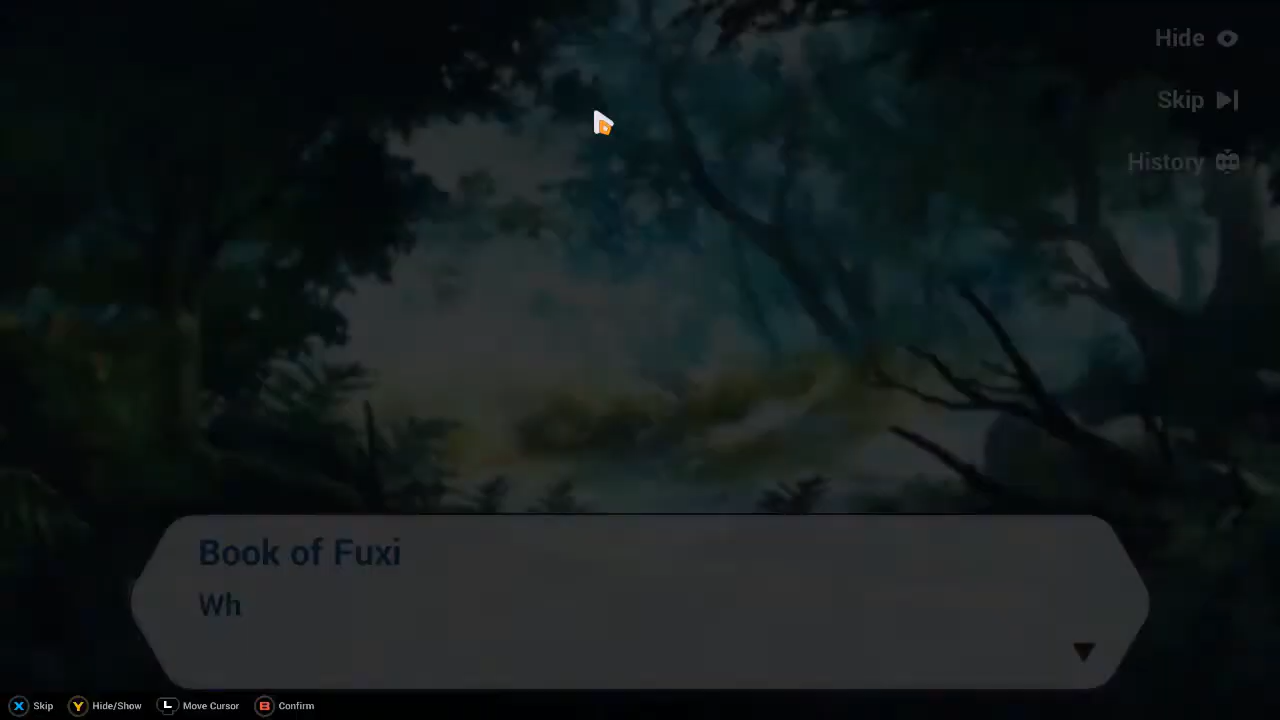 Hide
Skip
History
Book of Fuxi
Wh
X Skip Y Hide/Show L Move Cursor B Confirm